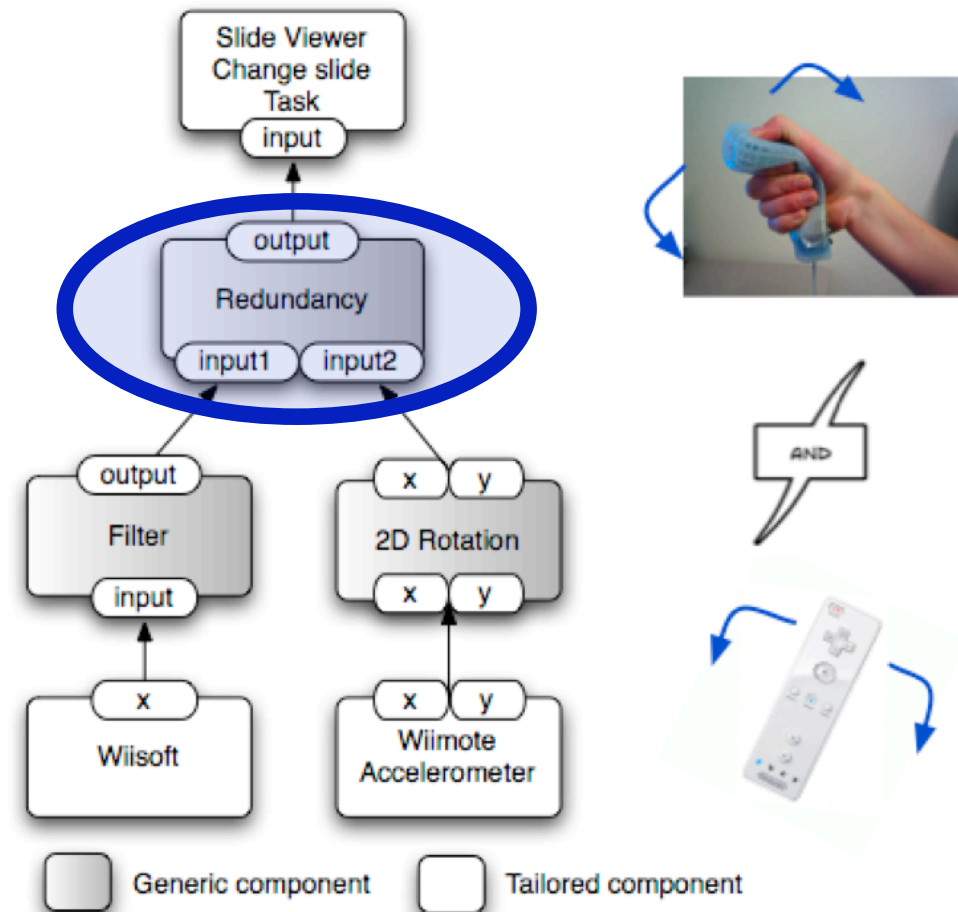 Slide Viewer
Change slide
Task
input
output
Redundancy
input1 input2
output
Filter
input
x y
2D Rotation
x y
x
Wiisoft
x y
Wiimote
Accelerometer
AND
Generic component
Tailored component